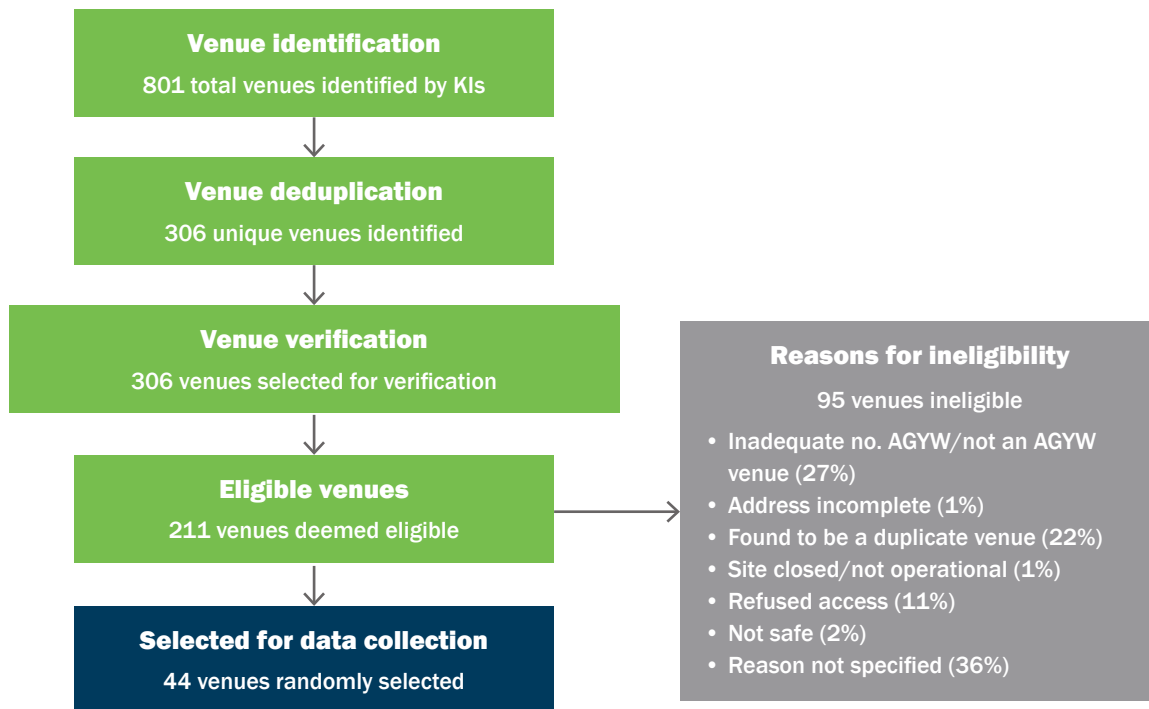 Venue identification
801 total venues identified by KIs
Venue deduplication
306 unique venues identified
Venue verification
306 venues selected for verification
Eligible venues
211 venues deemed eligible
Selected for data collection
44 venues randomly selected
Reasons for ineligibility
95 venues ineligible
• Inadequate no. AGYW/not an AGYW
venue (27%)
• Address incomplete (1%)
• Found to be a duplicate venue (22%)
• Site closed/not operational (1%)
• Refused access (11%)
• Not safe (2%)
• Reason not specified (36%)